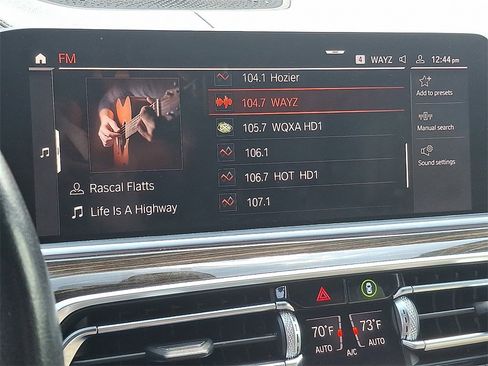 FM
4 WAYZ 12:44 pm
104.1 Hozier
104.7 WAYZ
105.7 WQXA HD1
106.1
106.7 HOT HD1
107.1
Rascal Flatts
Life Is A Highway
Add to presets
Manual search
Sound settings
70°F 73°F
AUTO A/C AUTO